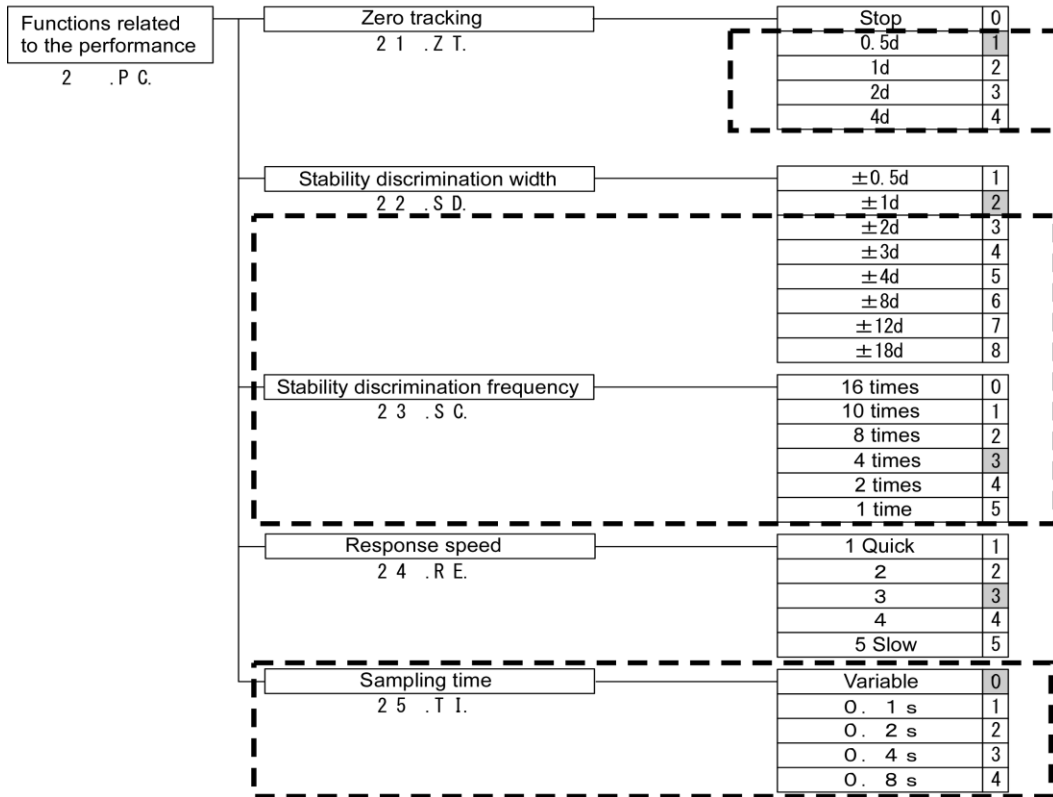 Functions related
to the performance
2 .P C.
Zero tracking
2 1 .Z T.
Stop 0
0.5d 1
1d 2
2d 3
4d 4
Stability discrimination width
2 2 .S D.
±0.5d 1
±1d 2
±2d 3
±3d 4
±4d 5
±8d 6
±12d 7
±18d 8
Stability discrimination frequency
2 3 .S C.
16 times 0
10 times 1
8 times 2
4 times 3
2 times 4
1 time 5
Response speed
2 4 .R E.
1 Quick 1
2 2
3 3
4 4
5 Slow 5
Sampling time
2 5 .T I.
Variable 0
0. 1 s 1
0. 2 s 2
0. 4 s 3
0. 8 s 4